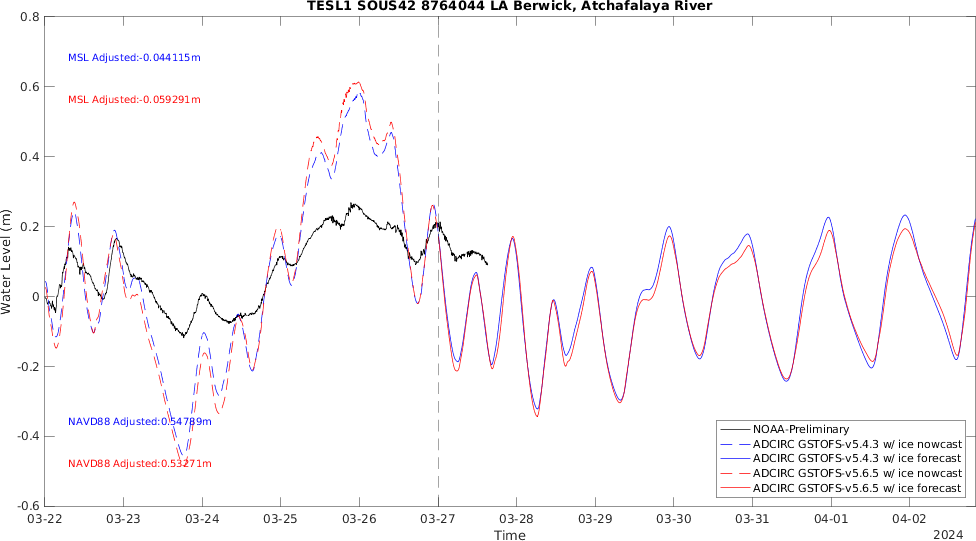 TESL1 SOUS42 8764044 LA Berwick, Atchafalaya River
0.8
0.6
0.4
0.2
0
-0.2
-0.4
-0.6
Water Level (m)
MSL Adjusted:-0.044115m
MSL Adjusted:-0.059291m
NAVD88 Adjusted:0.54789m
NAVD88 Adjusted:0.53271m
NOAA-Preliminary
ADCIRC GSTOFS-v5.4.3 w/ ice nowcast
ADCIRC GSTOFS-v5.4.3 w/ ice forecast
ADCIRC GSTOFS-v5.6.5 w/ ice nowcast
ADCIRC GSTOFS-v5.6.5 w/ ice forecast
03-22 03-23 03-24 03-25 03-26 03-27 03-28 03-29 03-30 03-31 04-01 04-02
Time
2024